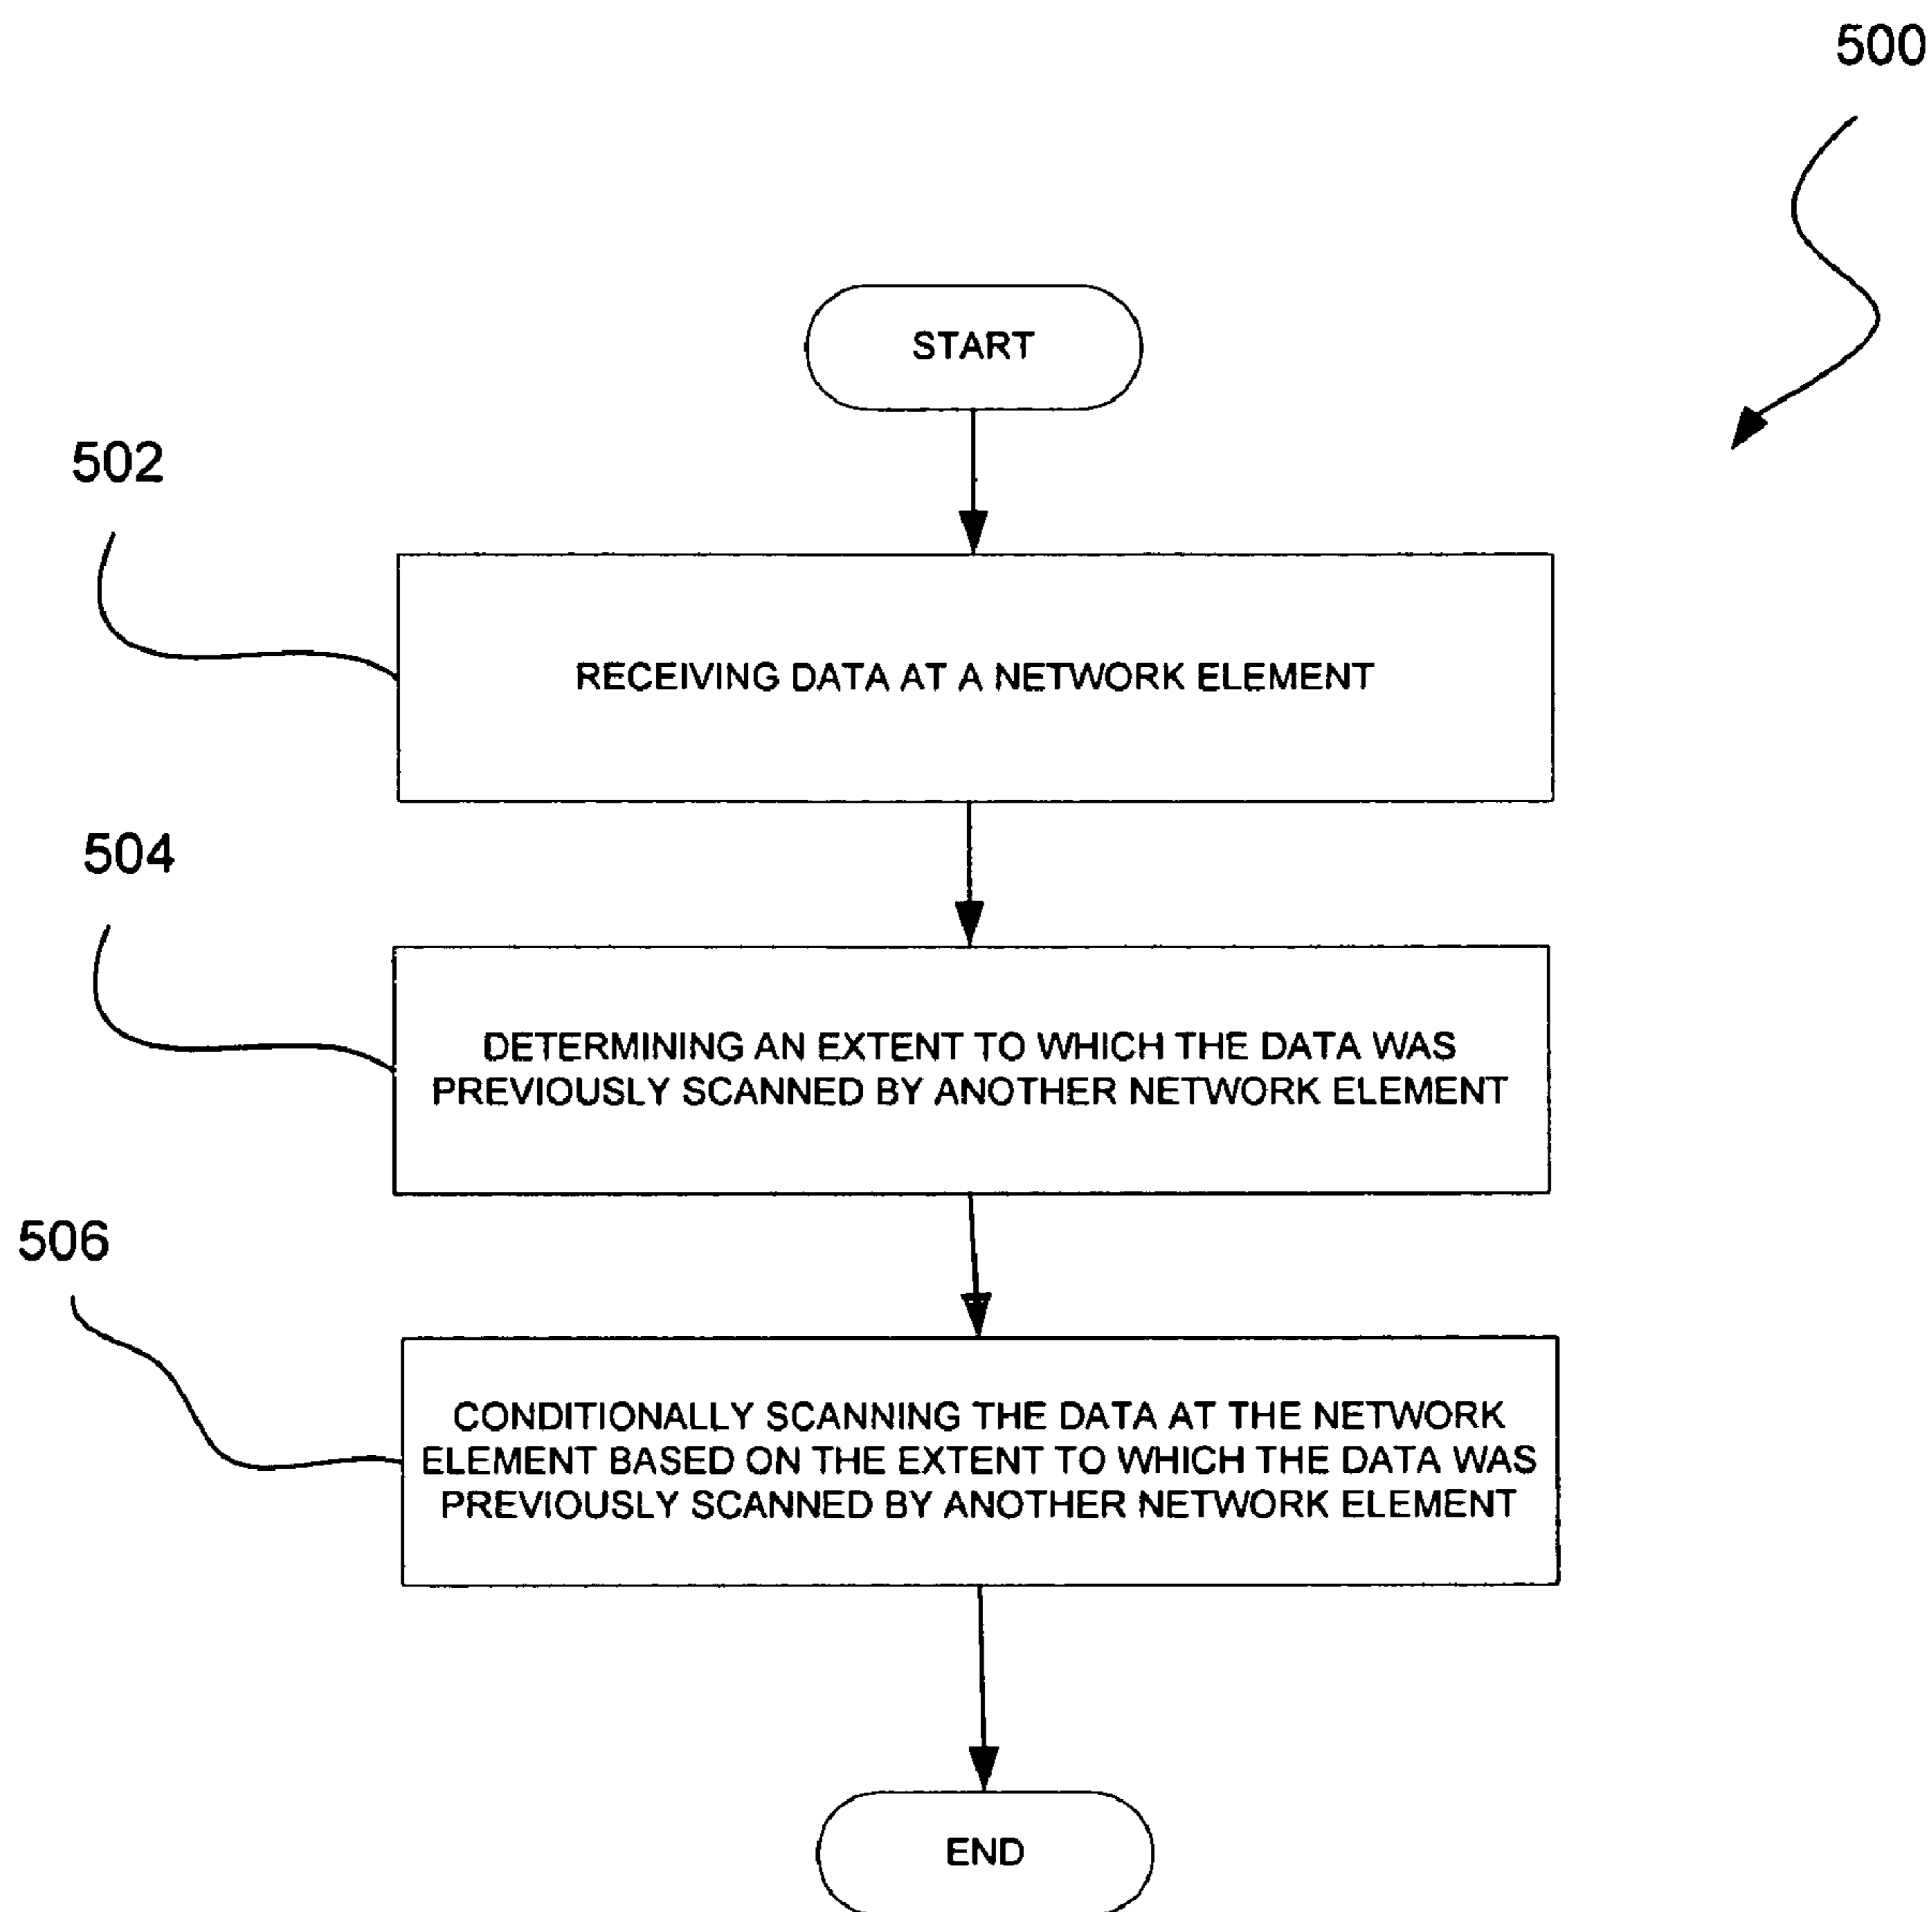 500
START
502
RECEIVING DATA AT A NETWORK ELEMENT
504
DETERMINING AN EXTENT TO WHICH THE DATA WAS
PREVIOUSLY SCANNED BY ANOTHER NETWORK ELEMENT
506
CONDITIONALLY SCANNING THE DATA AT THE NETWORK
ELEMENT BASED ON THE EXTENT TO WHICH THE DATA WAS
PREVIOUSLY SCANNED BY ANOTHER NETWORK ELEMENT
END